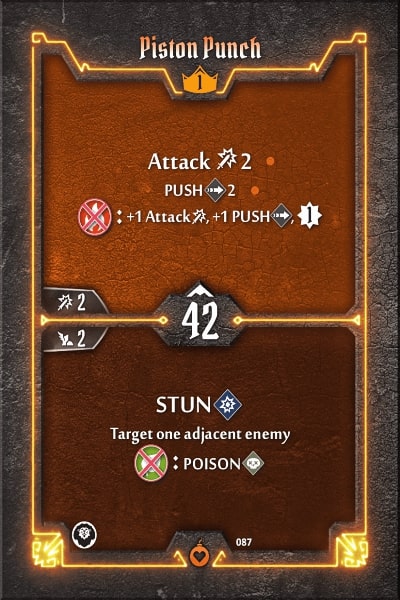 Piston Punch
1
Attack 2
PUSH 2
: +1 Attack, +1 PUSH, 1
2
42
2
STUN
Target one adjacent enemy
: POISON
087